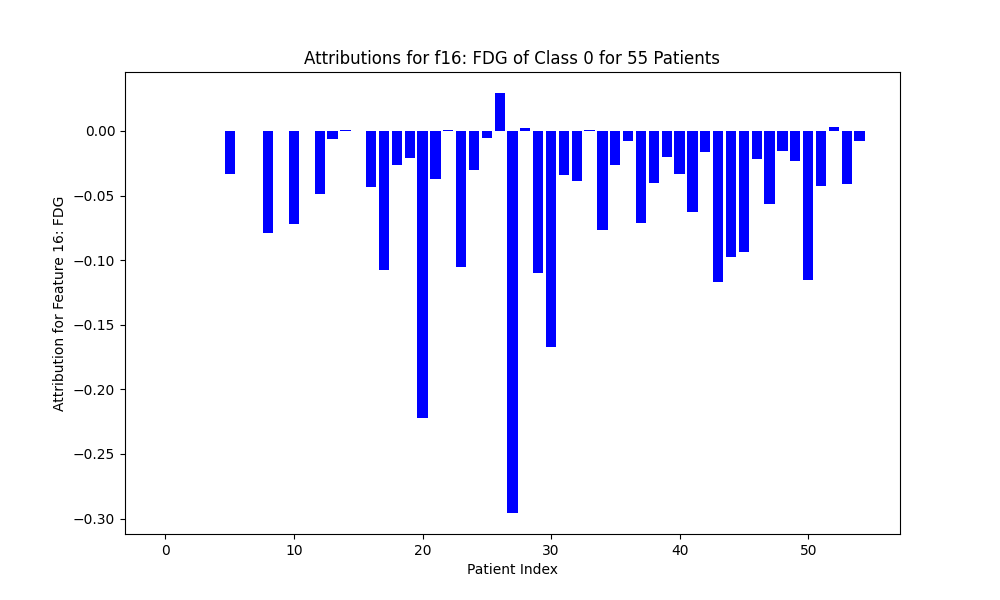 Attributions for f16: FDG of Class 0 for 55 Patients
Attribution for Feature 16: FDG
0.00
−0.05
−0.10
−0.15
−0.20
−0.25
−0.30
0 10 20 30 40 50
Patient Index